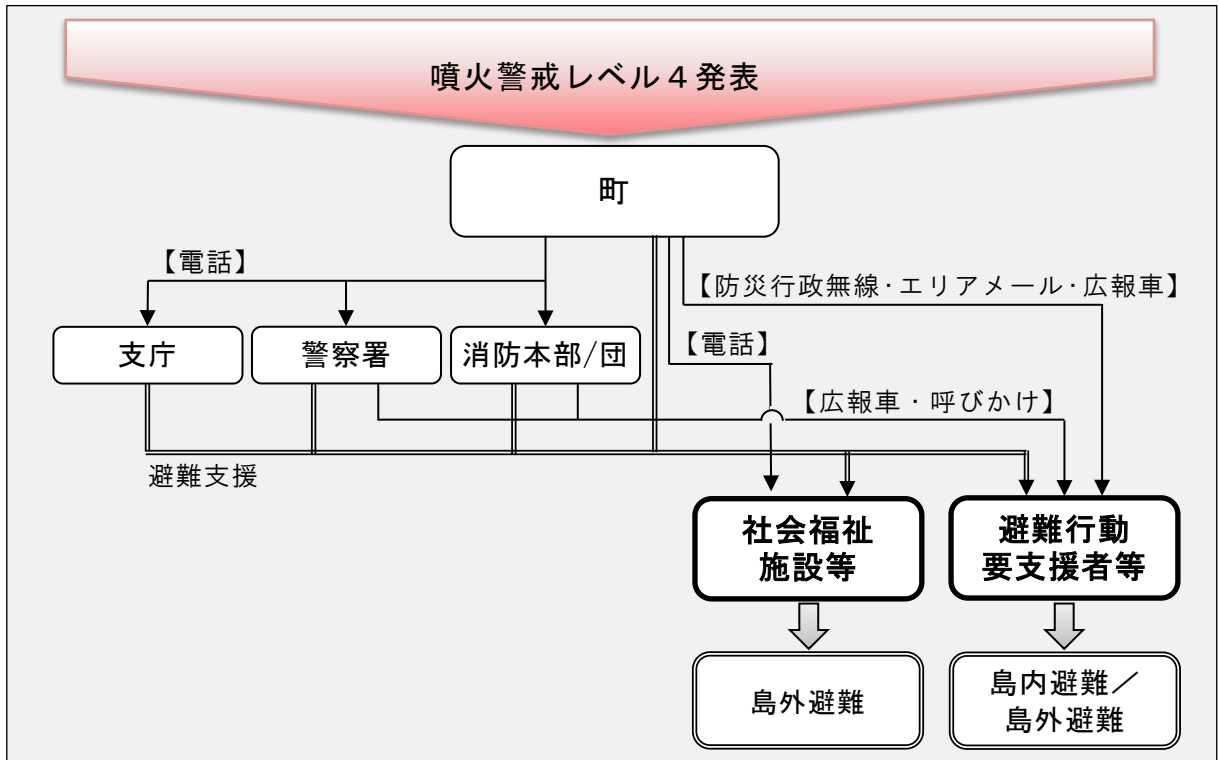 噴火警戒レベル４発表
町
【電話】
【防災行政無線・エリアメール・広報車】
支庁
警察署
消防本部/団
【電話】
【広報車・呼びかけ】
避難支援
社会福祉
施設等
避難行動
要支援者等
島外避難
島内避難／
島外避難